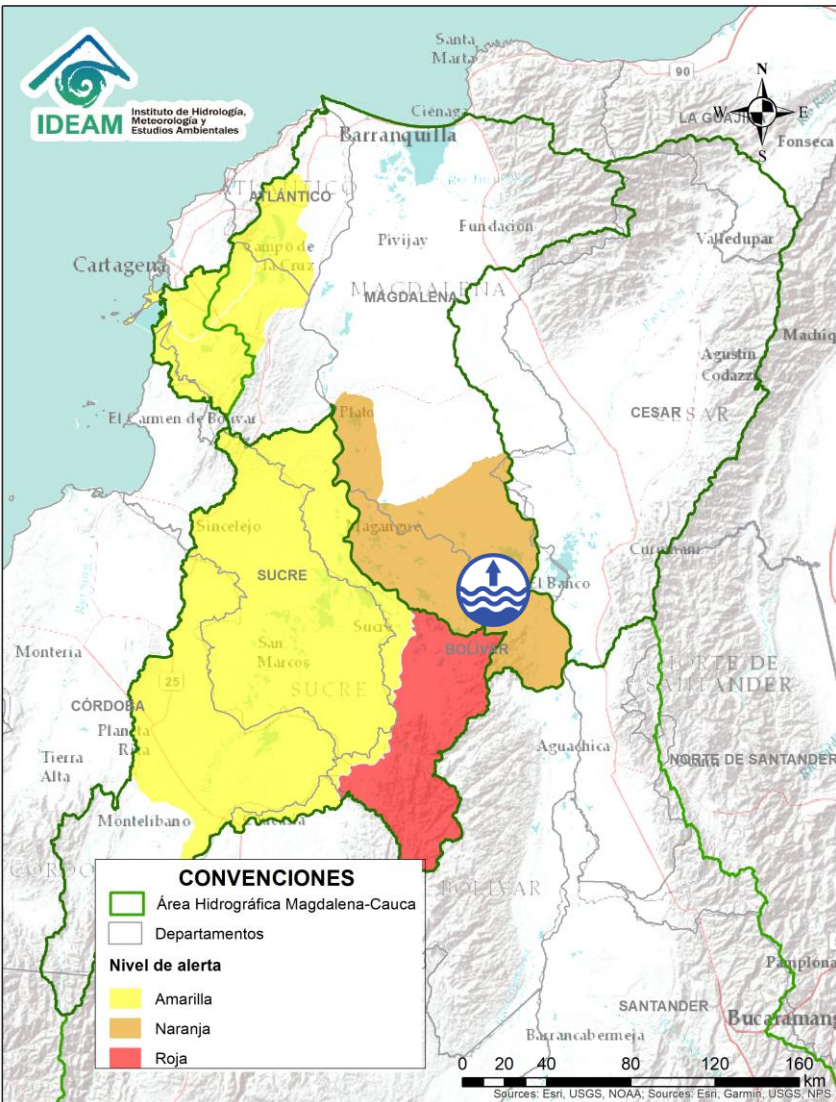 IDEAM
Instituto de Hidrología,
Meteorología y
Estudios Ambientales
Santa
Marta
90
N
W E
S
LA GUAJI
Fonseca
Ciénaga
Barranquilla
ATLÁNTICO
Fundación
Pivijay
Valledupar
Campo de
la Cruz
Cartagena
MAGDALENA
MAGDALENA
Agustín
Codazzi
CESAR
CESAR
El Carmen de Bolívar
Plato
Sincelejo
Magangué
Curumaní
SUCRE
El Banco
Sucre
BOLÍVAR
Montería
San
Marcos
SUCRE
25
CÓRDOBA
Planeta
Rica
Tierra
Alta
NORTE DE
SANTANDER
Aguachica
NORTE DE SANTANDER
Montelíbano
BOLÍVAR
CONVENCIONES
Área Hidrográfica Magdalena-Cauca
Departamentos
Nivel de alerta
Amarilla
Naranja
Roja
Pamplona
SANTANDER
Bucaramang
Barrancabermeja
0 20 40 80 120 160
km
Sources: Esri, USGS, NOAA; Sources: Esri, Garmin, USGS, NPS